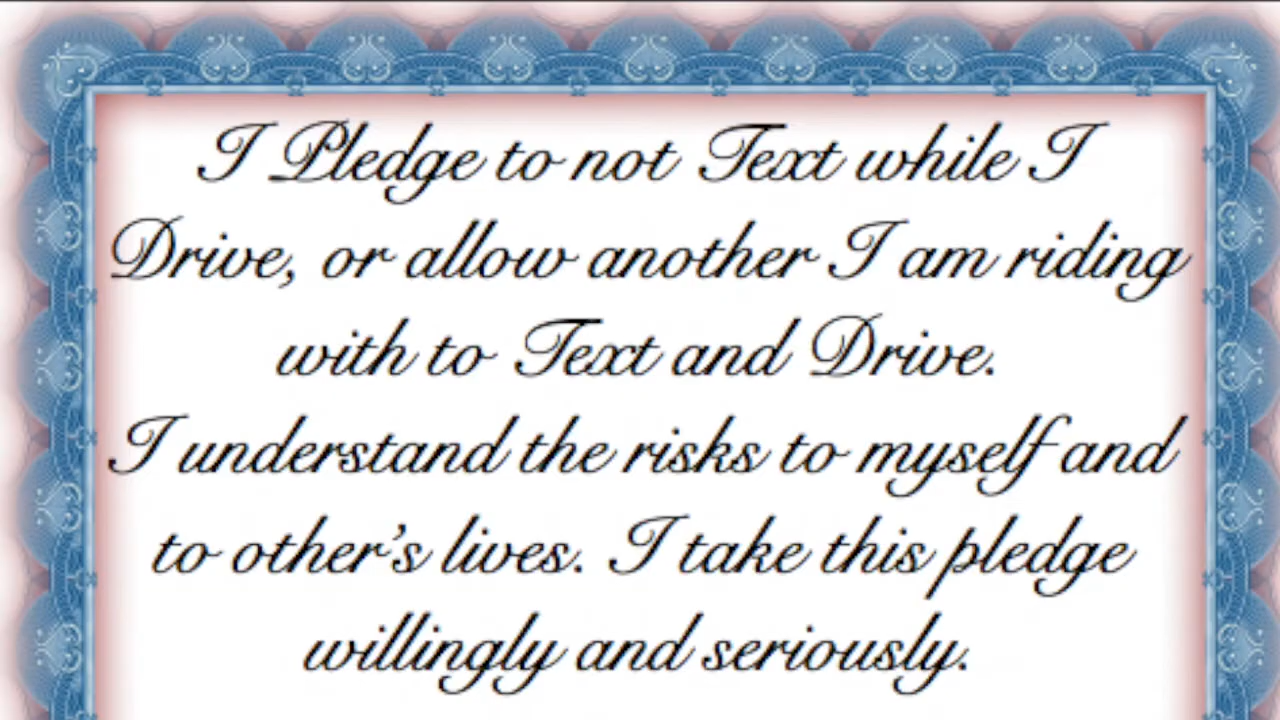 I Pledge to not Text while I
Drive, or allow another I am riding
with to Text and Drive.
I understand the risks to myself and
to other’s lives. I take this pledge
willingly and seriously.